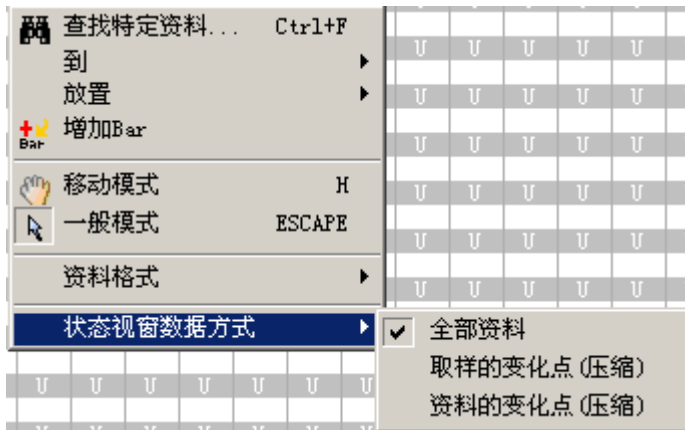 U U U U U
查找特定资料... Ctrl+F
U U U U U
到
放置
U U U U U
增加Bar
Bar
U U U U U
移动模式 H
U U U U U
一般模式 ESCAPE
U U U U U
资料格式
U U U U U
状态视窗数据方式
全部资料
取样的变化点(压缩)
U U U U U U U
资料的变化点(压缩)